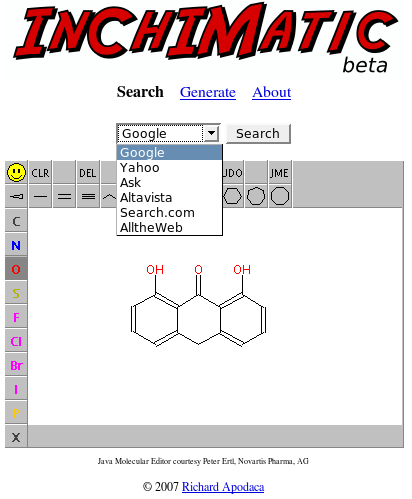 InChIMatic
beta
Search Generate About
Google Search
Google
Yahoo
Ask
Altavista
Search.com
AlltheWeb
CLR DEL UDO JME
C
N
O
S
F
Cl
Br
I
P
X
OH O OH
Java Molecular Editor courtesy Peter Ertl, Novartis Pharma, AG
© 2007 Richard Apodaca